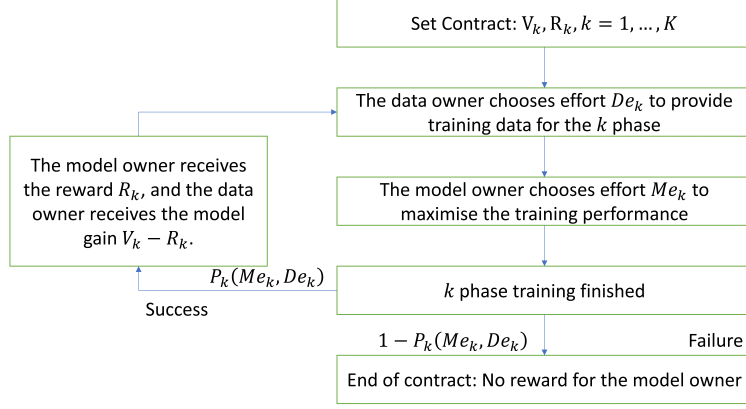 Set Contract: V_k, R_k, k = 1, … , K
The data owner chooses effort De_k to provide
training data for the k phase
The model owner receives
the reward R_k, and the data
owner receives the model
gain V_k − R_k.
The model owner chooses effort Me_k to
maximise the training performance
P_k(Me_k, De_k)
k phase training finished
Success
1 − P_k(Me_k, De_k)
Failure
End of contract: No reward for the model owner